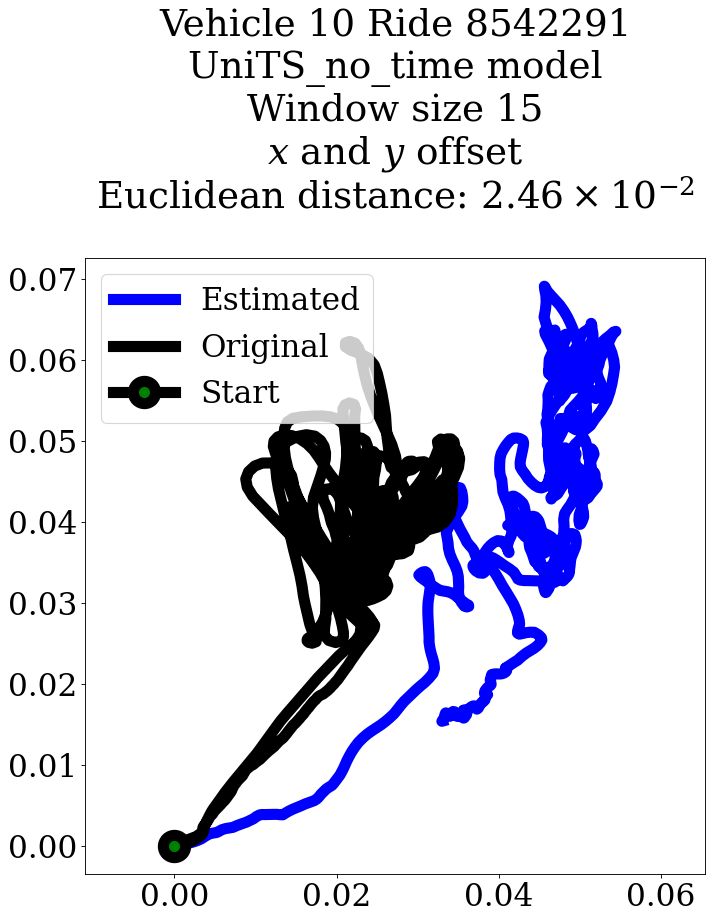 Vehicle 10 Ride 8542291
UniTS_no_time model
Window size 15
x and y offset
Euclidean distance: 2.46 × 10⁻²
Estimated
Original
Start
0.07
0.06
0.05
0.04
0.03
0.02
0.01
0.00
0.00 0.02 0.04 0.06